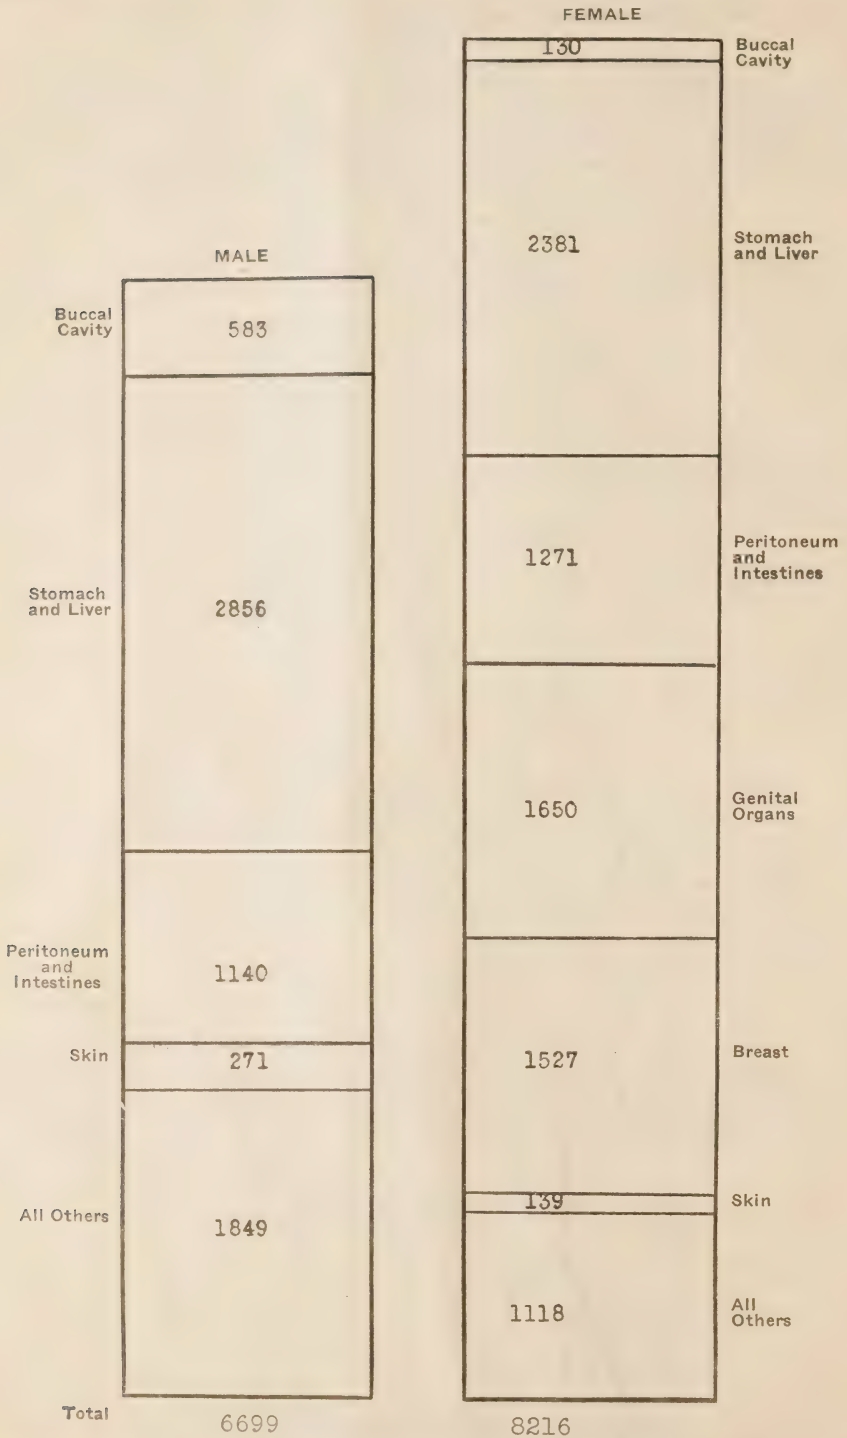 FEMALE
130
Buccal
Cavity
2381
Stomach
and Liver
1271
Peritoneum
and
Intestines
1650
Genital
Organs
1527
Breast
139
Skin
1118
All
Others
8216
MALE
Buccal
Cavity
583
Stomach
and Liver
2856
Peritoneum
and
Intestines
1140
Skin
271
All Others
1849
Total
6699